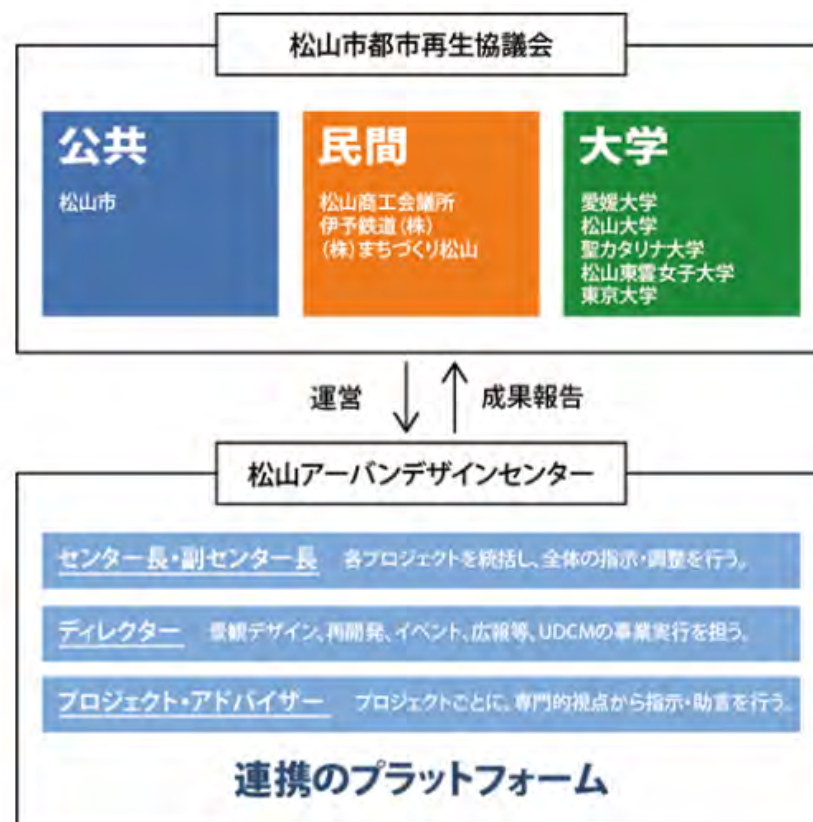 松山市都市再生協議会
公共
松山市
民間
松山商工会議所
伊予鉄道(株)
(株)まちづくり松山
大学
愛媛大学
松山大学
聖カタリナ大学
松山東雲女子大学
東京大学
運営
成果報告
松山アーバンデザインセンター
センター長・副センター長 各プロジェクトを統括し、全体の指示・調整を行う。
ディレクター 景観デザイン、再開発、イベント、広報等、UDCMの事業実行を担う。
プロジェクト・アドバイザー プロジェクトごとに、専門的視点から指示・助言を行う。
連携のプラットフォーム